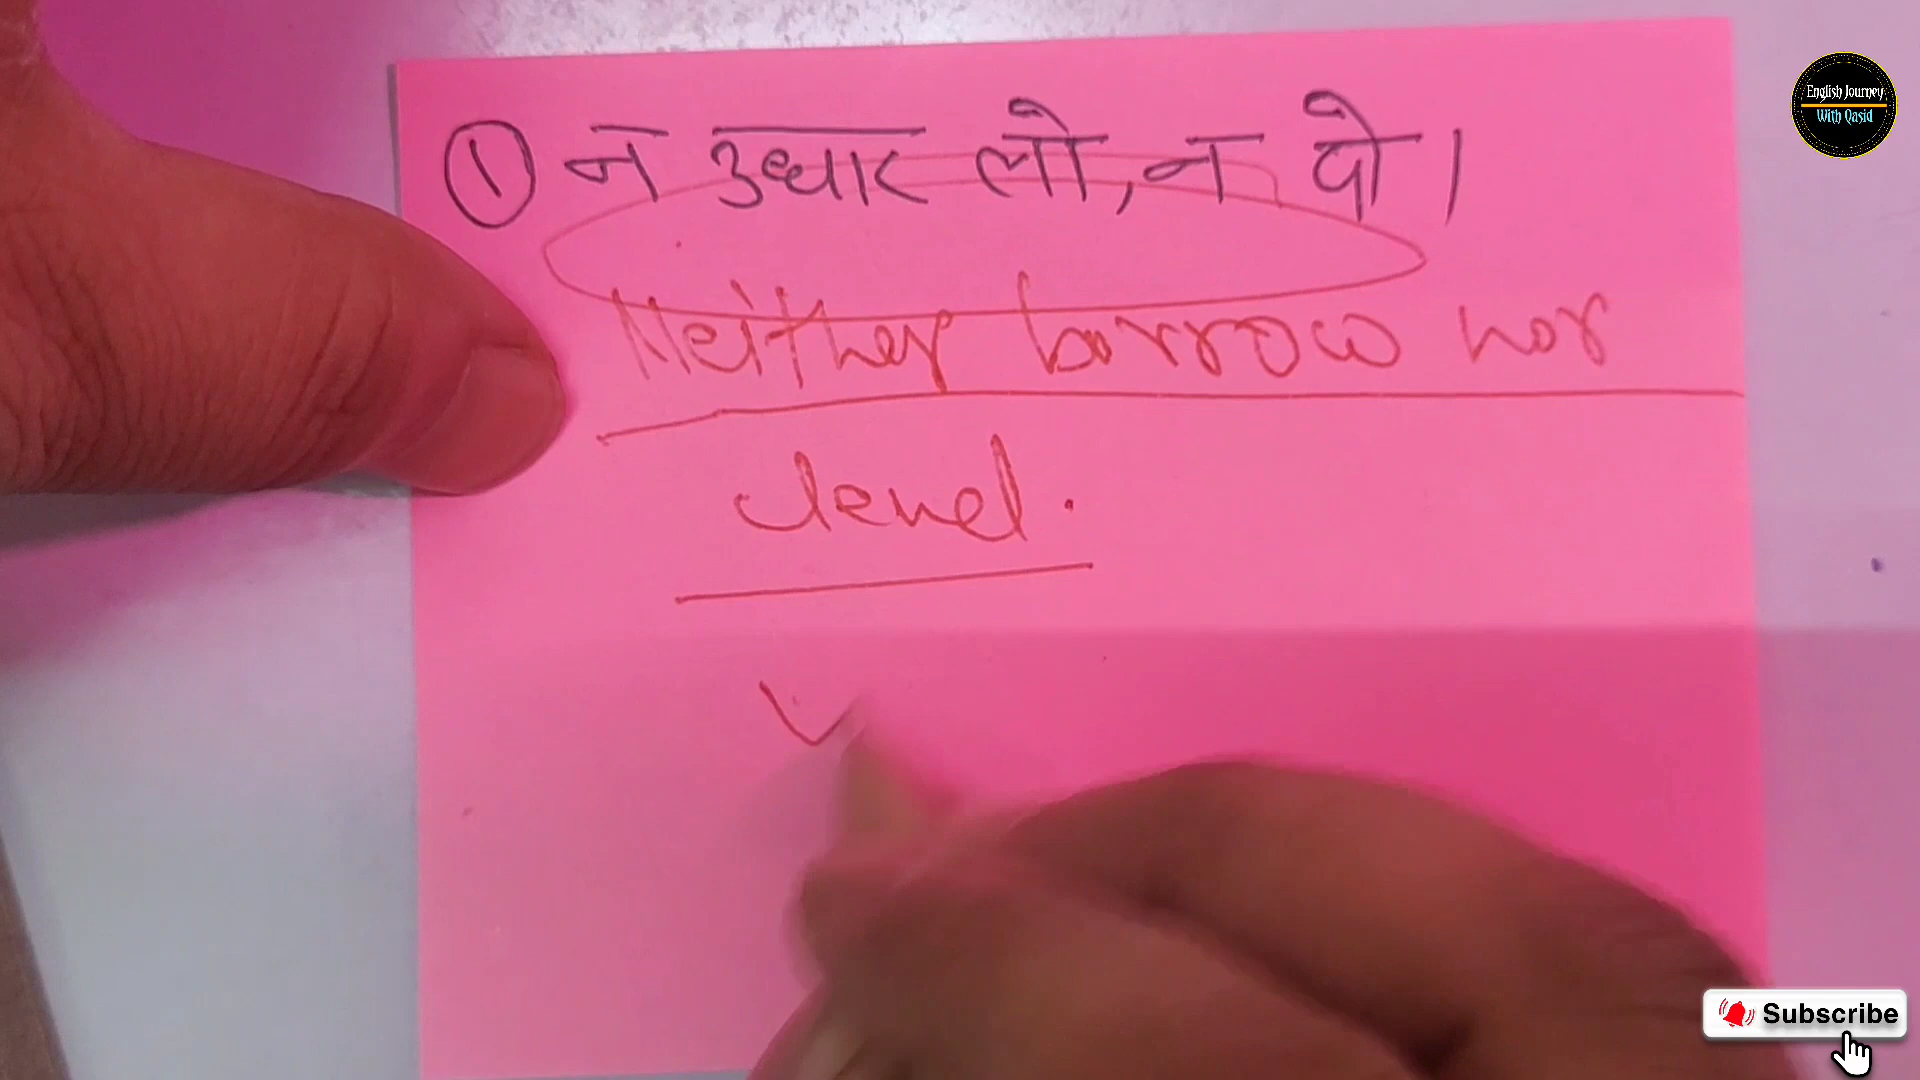 ① न उधार लो, न दो।
Neither borrow nor
lend.
English Journey
With Qasid
Subscribe